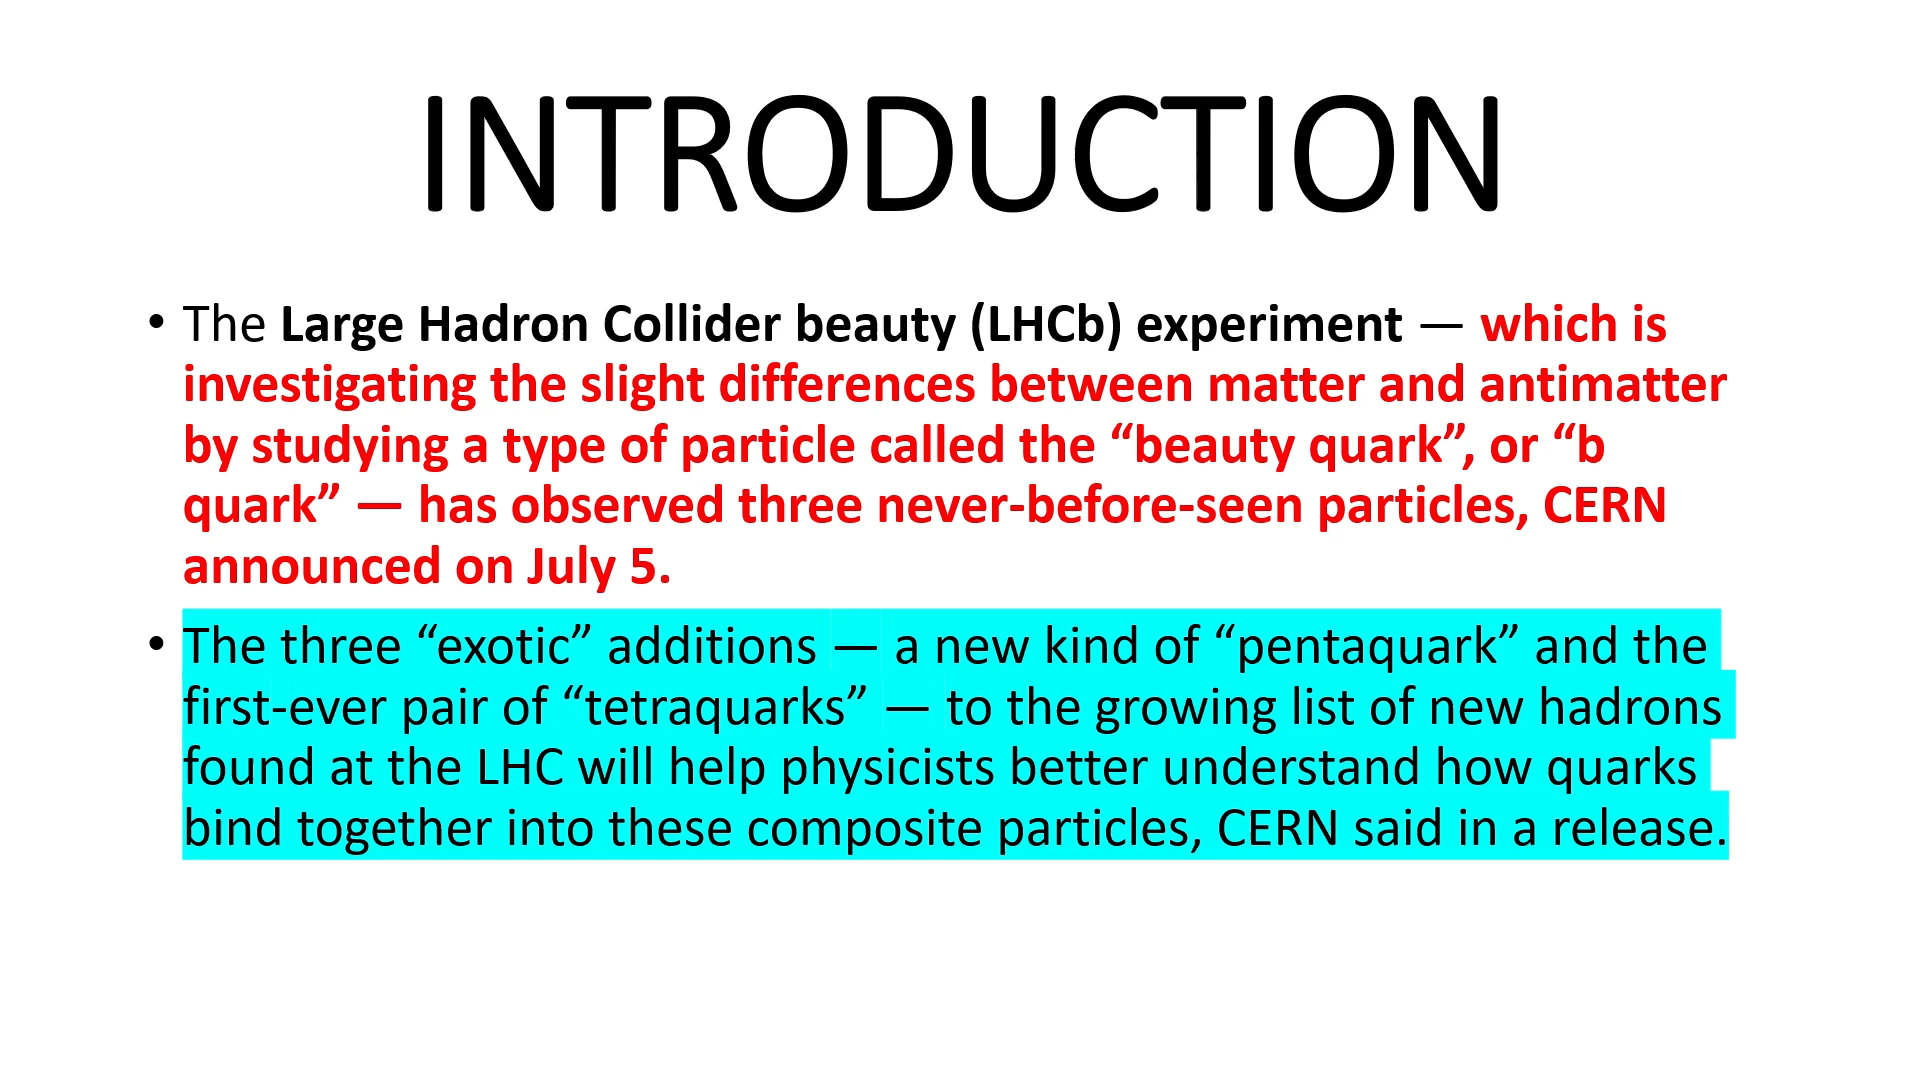 INTRODUCTION
• The Large Hadron Collider beauty (LHCb) experiment — which is
investigating the slight differences between matter and antimatter
by studying a type of particle called the “beauty quark”, or “b
quark” — has observed three never-before-seen particles, CERN
announced on July 5.
• The three “exotic” additions — a new kind of “pentaquark” and the
first-ever pair of “tetraquarks” — to the growing list of new hadrons
found at the LHC will help physicists better understand how quarks
bind together into these composite particles, CERN said in a release.